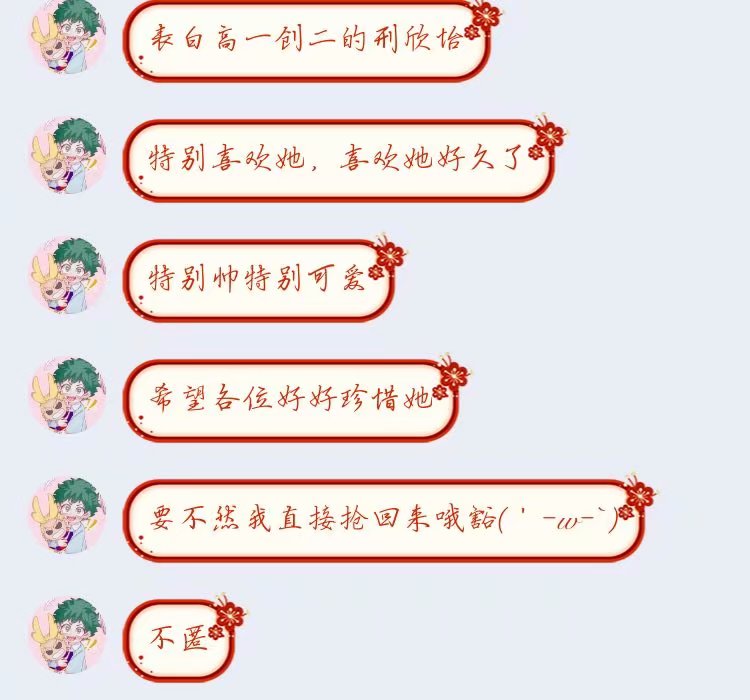 表白高一创二的刑欣怡
特别喜欢她，喜欢她好久了
特别帅特别可爱
希望各位好好珍惜她
要不然我直接抢回来哦豁( ' -w-`)
不匿